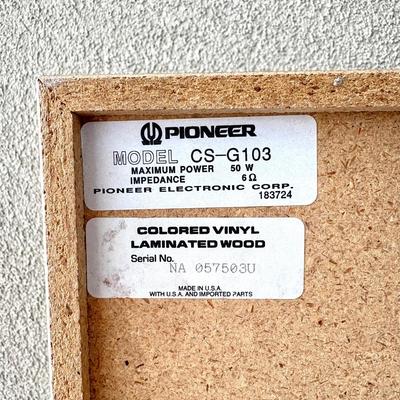 PIONEER
MODEL CS-G103
MAXIMUM POWER 50 W
IMPEDANCE 6Ω
PIONEER ELECTRONIC CORP.
183724
COLORED VINYL
LAMINATED WOOD
Serial No.
NA 057503U
MADE IN U.S.A.
WITH U.S.A. AND IMPORTED PARTS